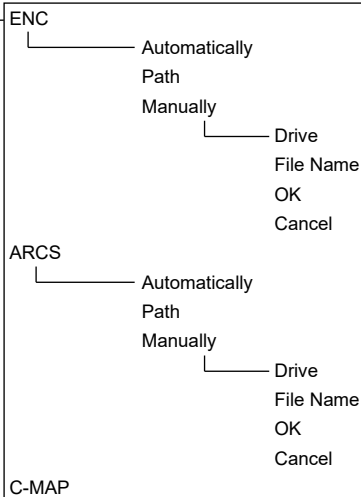 ENC
Automatically
Path
Manually
Drive
File Name
OK
Cancel
ARCS
Automatically
Path
Manually
Drive
File Name
OK
Cancel
C-MAP